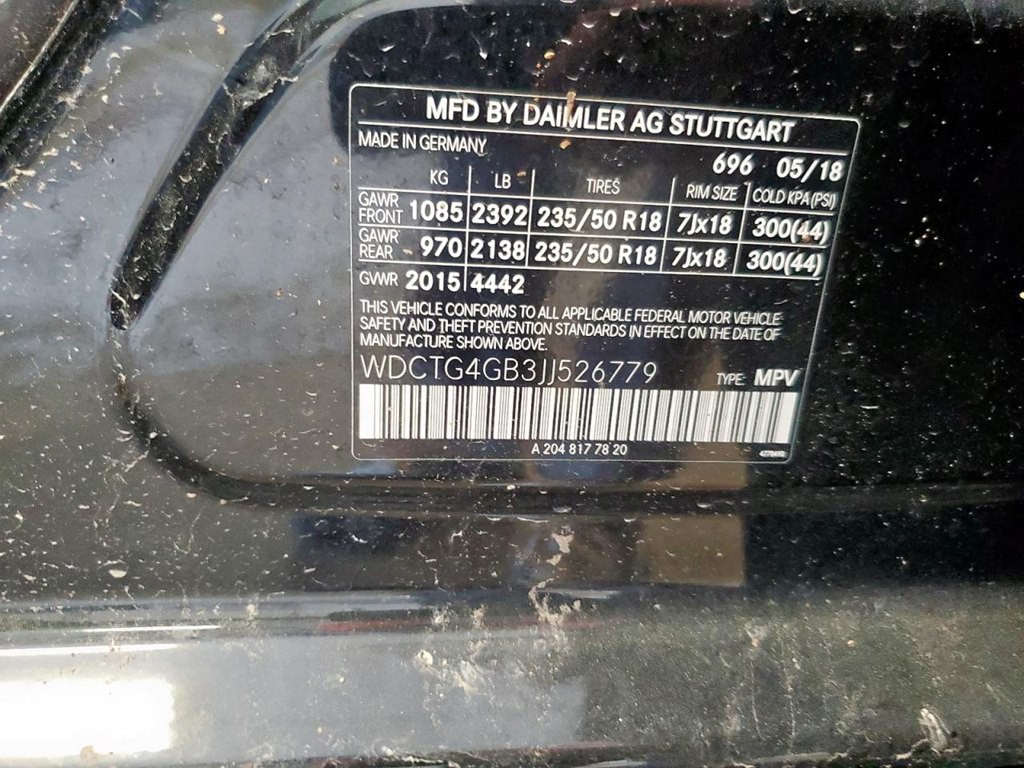 MFD BY DAIMLER AG STUTTGART
MADE IN GERMANY
696 05/18
KG LB TIRES RIM SIZE COLD KPA (PSI)
GAWR FRONT 1085 2392 235/50 R18 7Jx18 300(44)
GAWR REAR 970 2138 235/50 R18 7Jx18 300(44)
GVWR 2015 4442
THIS VEHICLE CONFORMS TO ALL APPLICABLE FEDERAL MOTOR VEHICLE
SAFETY AND THEFT PREVENTION STANDARDS IN EFFECT ON THE DATE OF
MANUFACTURE SHOWN ABOVE.
WDCTG4GB3JJ526779 TYPE: MPV
A 204 817 78 20